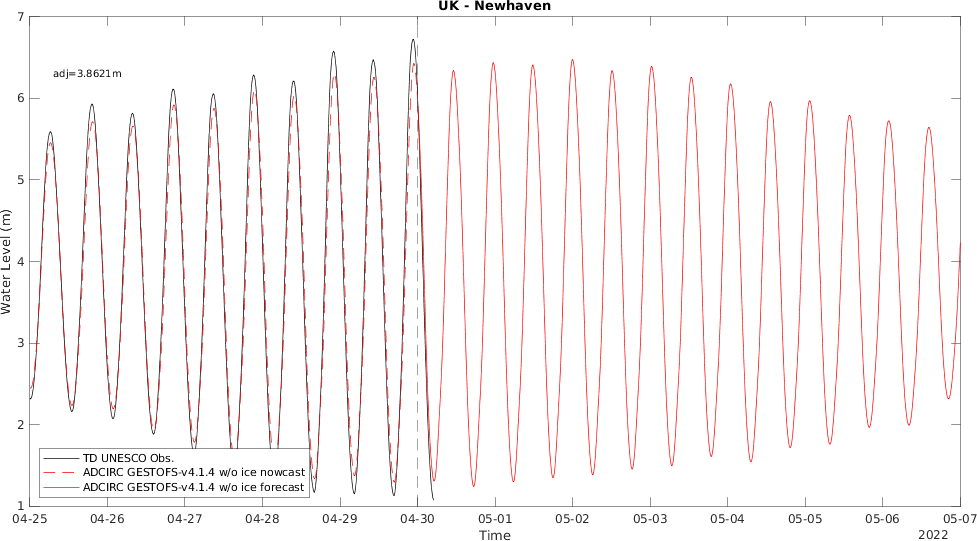 UK - Newhaven
adj=3.8621m
Water Level (m)
7
6
5
4
3
2
1
TD UNESCO Obs.
ADCIRC GESTOFS-v4.1.4 w/o ice nowcast
ADCIRC GESTOFS-v4.1.4 w/o ice forecast
04-25 04-26 04-27 04-28 04-29 04-30 05-01 05-02 05-03 05-04 05-05 05-06 05-07
Time
2022